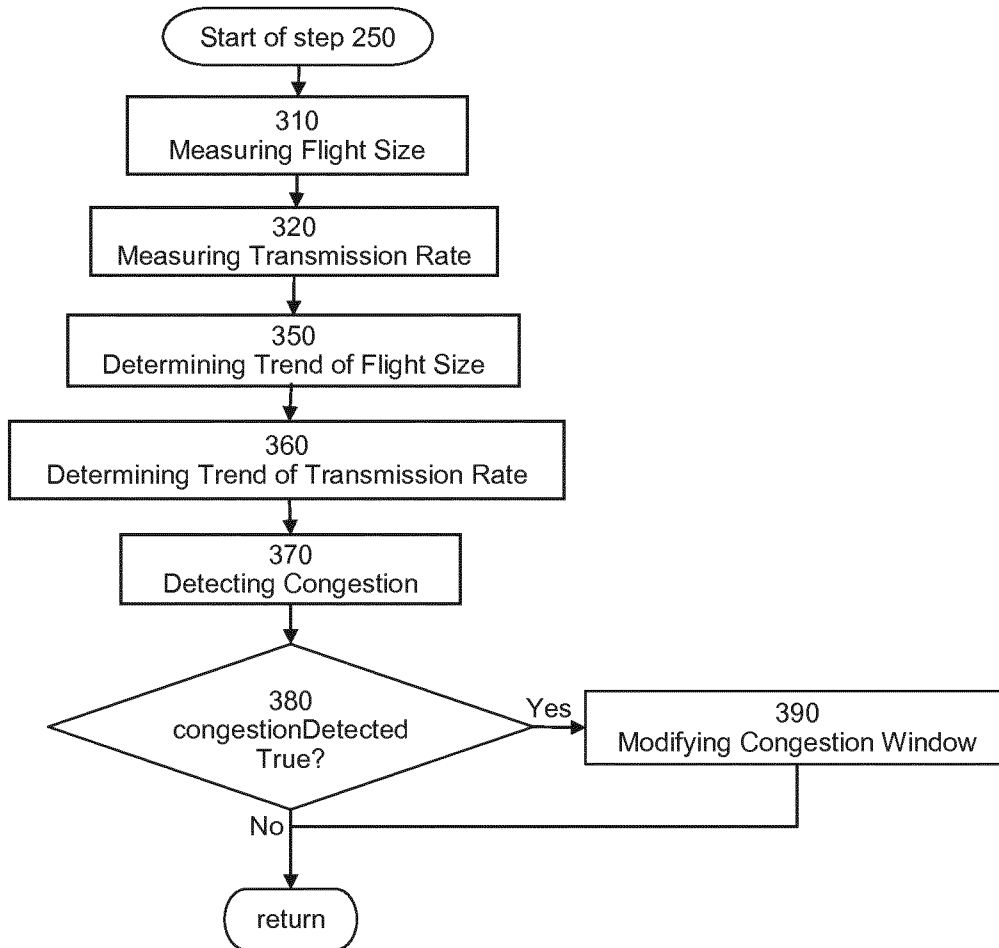 Start of step 250
310
Measuring Flight Size
320
Measuring Transmission Rate
350
Determining Trend of Flight Size
360
Determining Trend of Transmission Rate
370
Detecting Congestion
380
congestionDetected
True?
Yes
390
Modifying Congestion Window
No
return